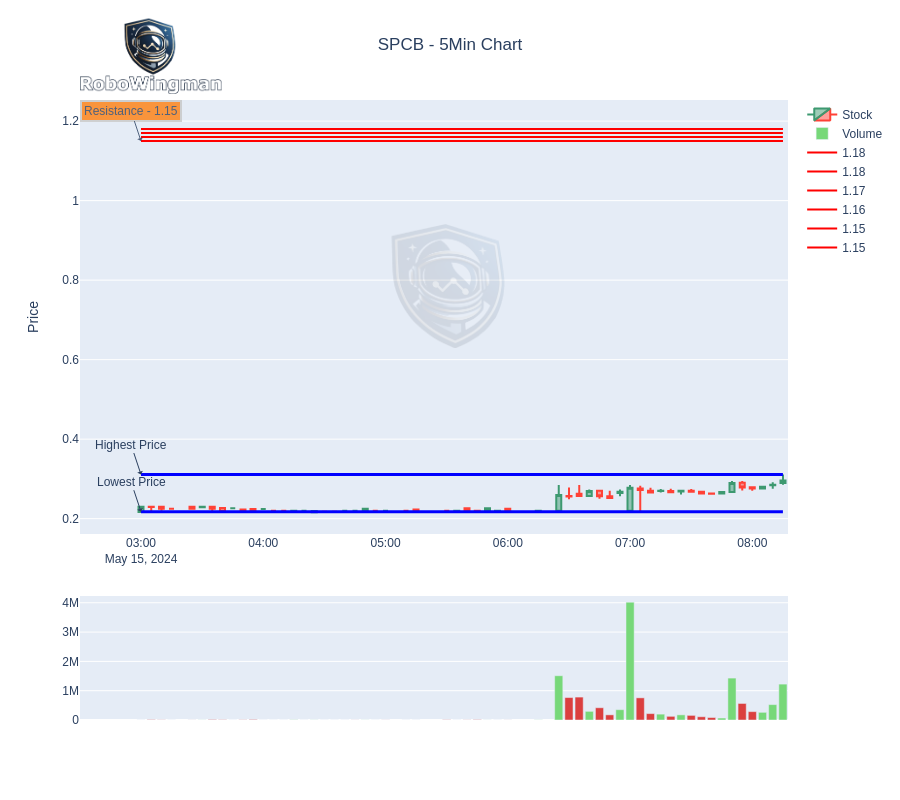 SPCB - 5Min Chart
RoboWingman
Resistance - 1.15
1.2
1
0.8
0.6
0.4
0.2
Price
Highest Price
Lowest Price
03:00
04:00
05:00
06:00
07:00
08:00
May 15, 2024
Stock
Volume
1.18
1.18
1.17
1.16
1.15
1.15
4M
3M
2M
1M
0